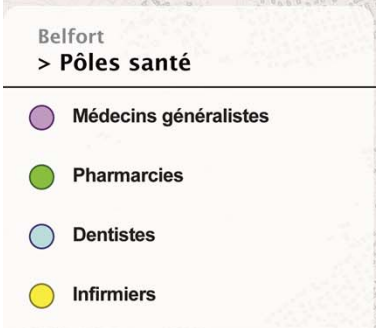 Belfort
> Pôles santé
Médecins généralistes
Pharmarcies
Dentistes
Infirmiers